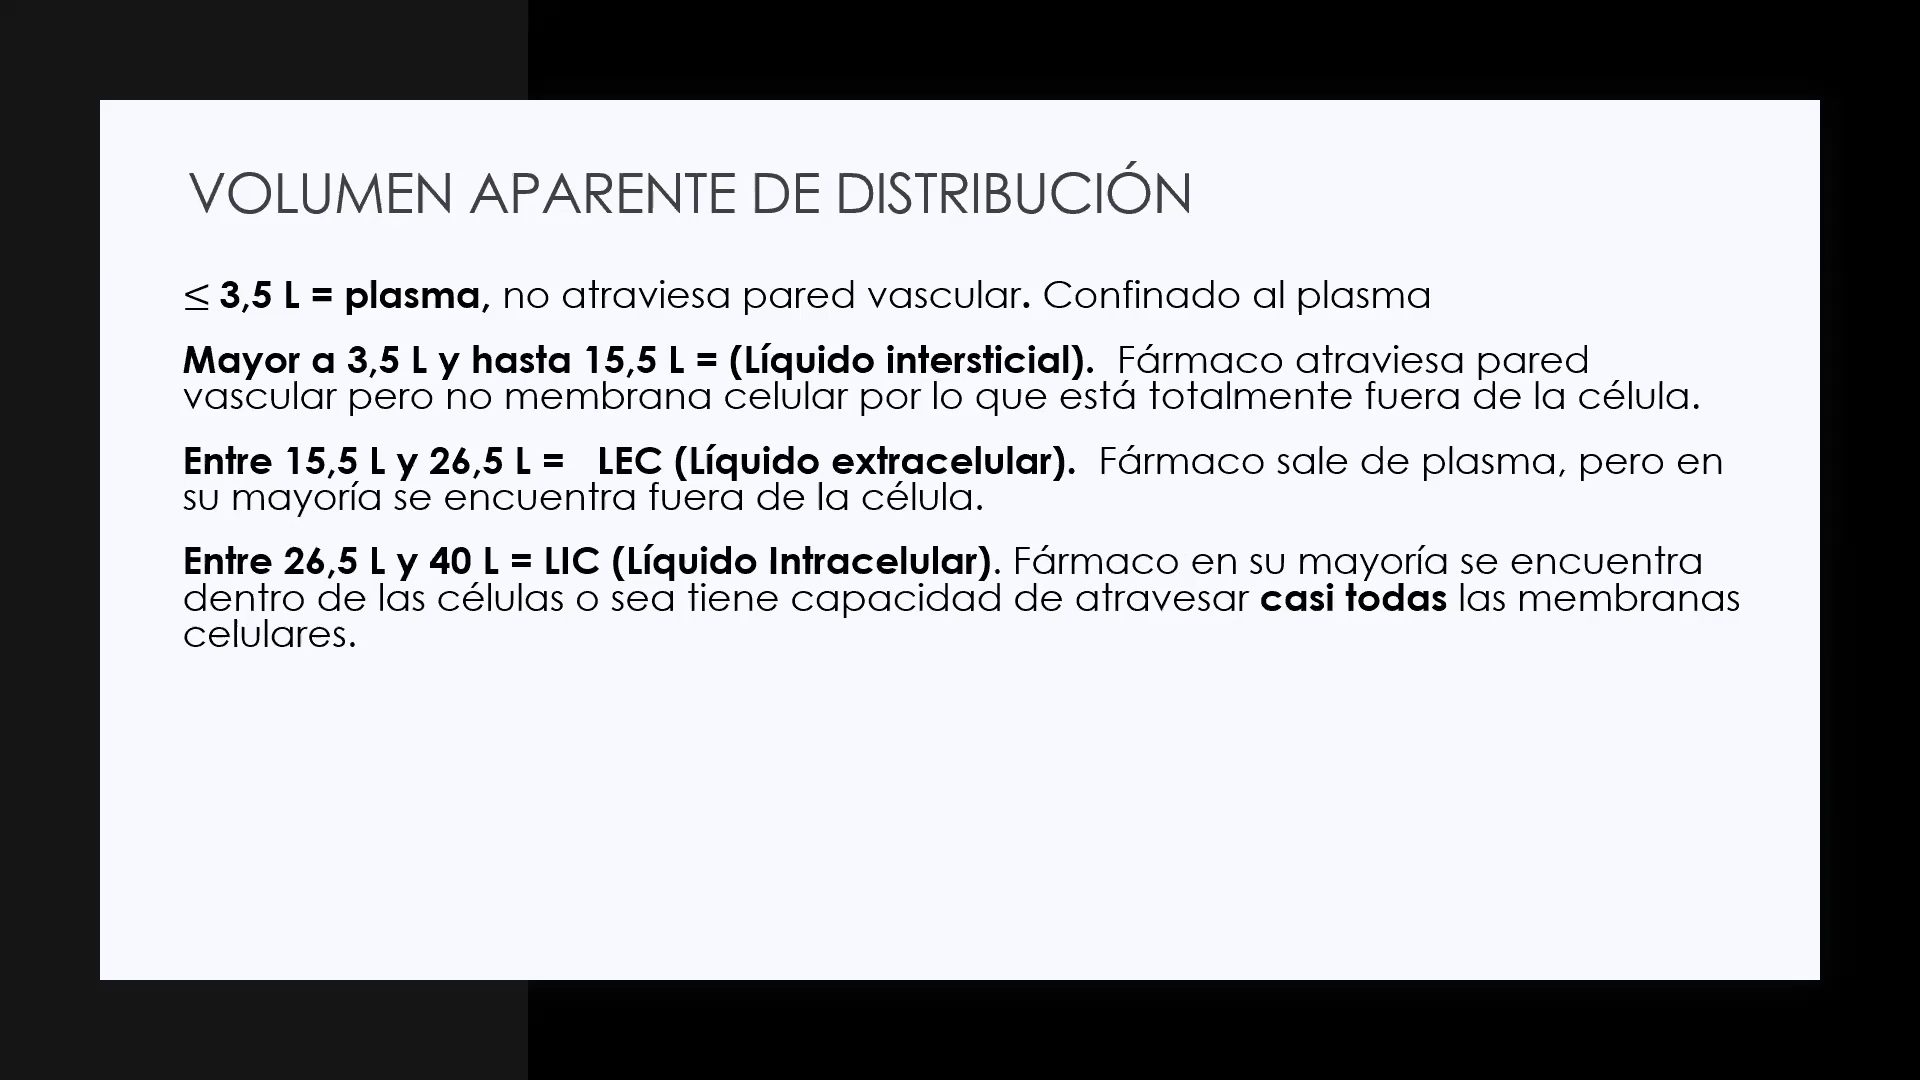 VOLUMEN APARENTE DE DISTRIBUCIÓN
≤ 3,5 L = plasma, no atraviesa pared vascular. Confinado al plasma
Mayor a 3,5 L y hasta 15,5 L = (Líquido intersticial). Fármaco atraviesa pared
vascular pero no membrana celular por lo que está totalmente fuera de la célula.
Entre 15,5 L y 26,5 L = LEC (Líquido extracelular). Fármaco sale de plasma, pero en
su mayoría se encuentra fuera de la célula.
Entre 26,5 L y 40 L = LIC (Líquido Intracelular). Fármaco en su mayoría se encuentra
dentro de las células o sea tiene capacidad de atravesar casi todas las membranas
celulares.